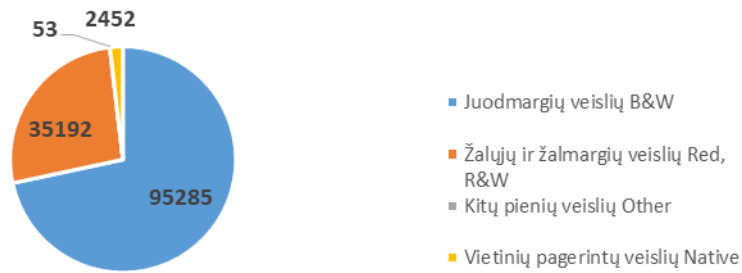 53
2452
35192
95285
Juodmargių veislių B&W
Žalųjų ir žalmargių veislių Red,
R&W
Kitų pienių veislių Other
Vietinių pagerintų veislių Native